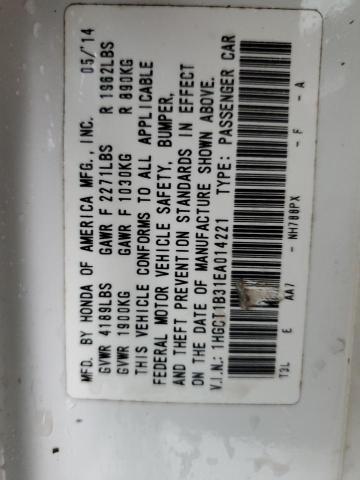 MFD. BY HONDA OF AMERICA MFG., INC. 05/'14
GVWR 4189LBS GAWR F 2271LBS R 1962LBS
GVWR 1900KG GAWR F 1030KG R 890KG
THIS VEHICLE CONFORMS TO ALL APPLICABLE
FEDERAL MOTOR VEHICLE SAFETY, BUMPER,
AND THEFT PREVENTION STANDARDS IN EFFECT
ON THE DATE OF MANUFACTURE SHOWN ABOVE.
V.I.N.: 1HGCT1B31EA014221 TYPE: PASSENGER CAR
T3L E AA7 - NH788PX - F - A